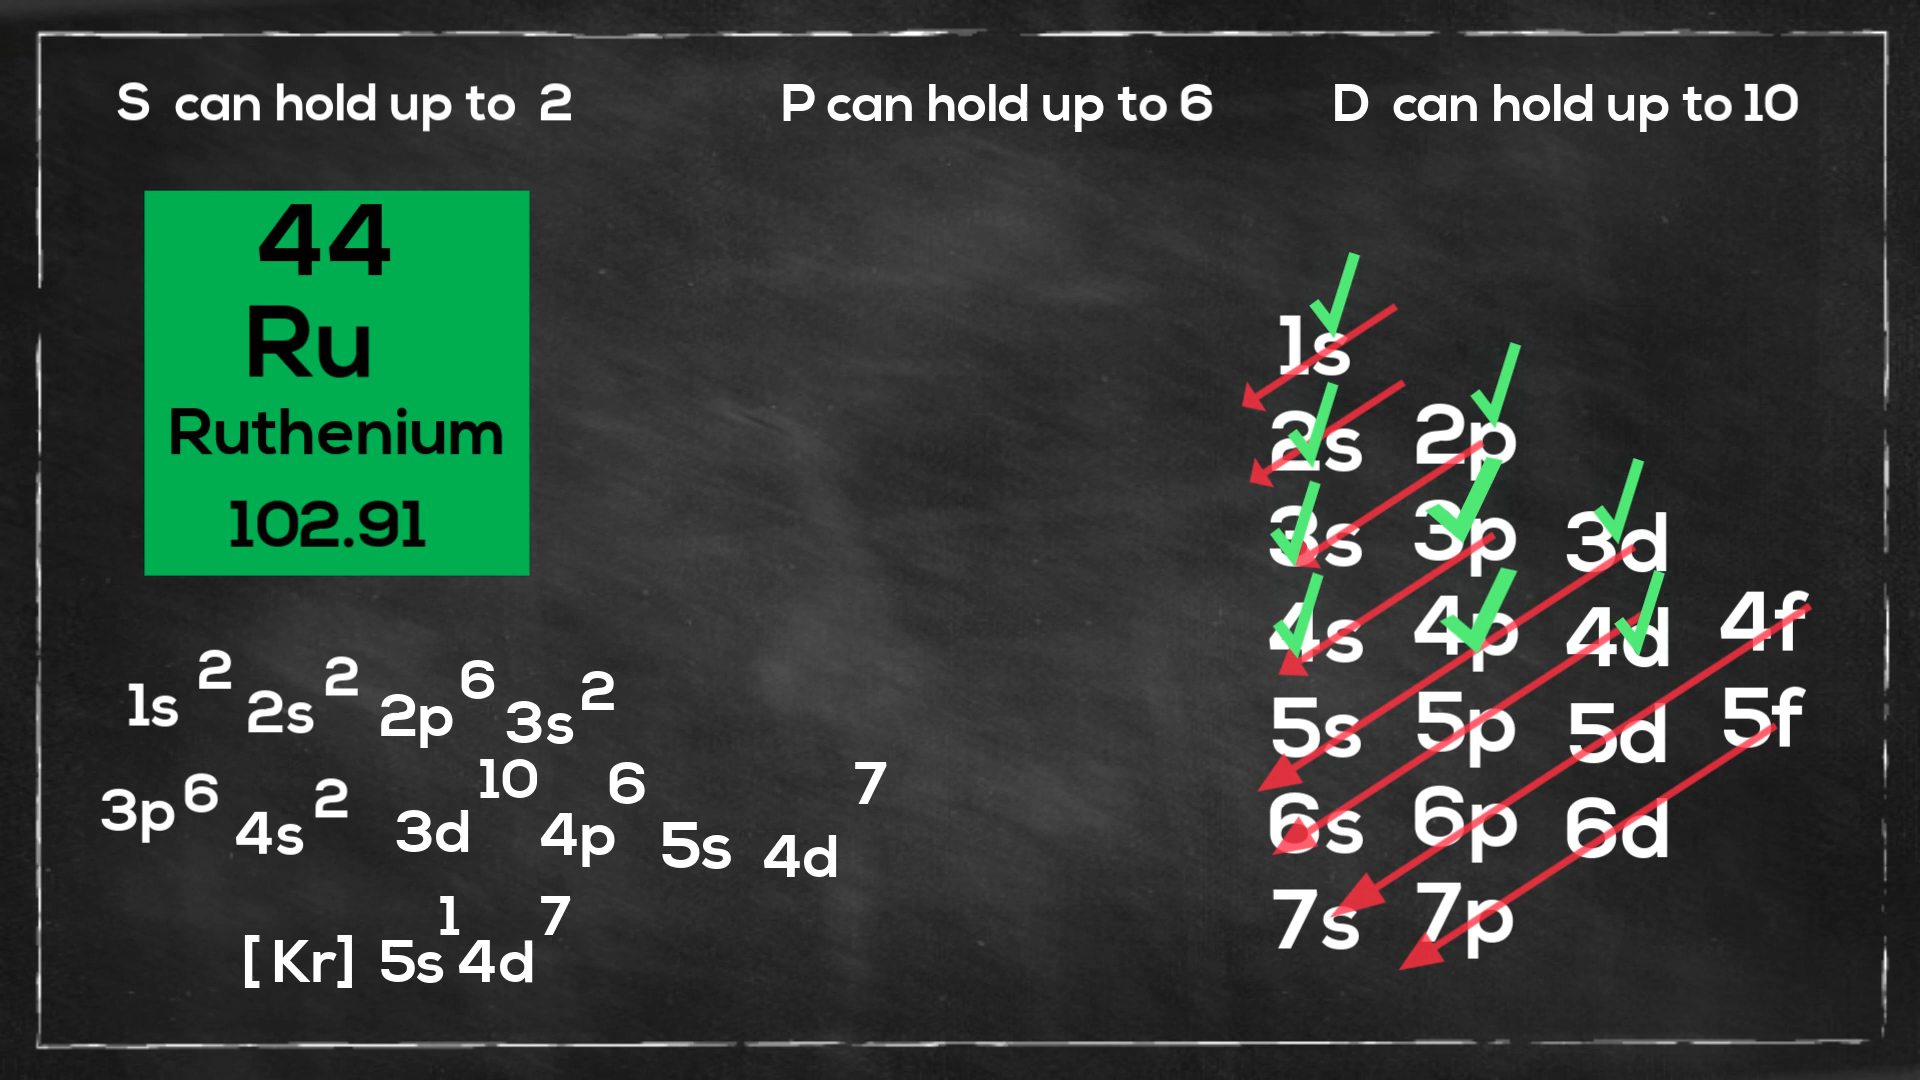 S can hold up to 2
P can hold up to 6
D can hold up to 10
44
Ru
Ruthenium
102.91
1s² 2s² 2p⁶ 3s²
3p⁶ 4s² 3d¹⁰ 4p⁶ 5s 4d⁷
[Kr] 5s¹ 4d⁷
1s
2s 2p
3s 3p 3d
4s 4p 4d 4f
5s 5p 5d 5f
6s 6p 6d
7s 7p